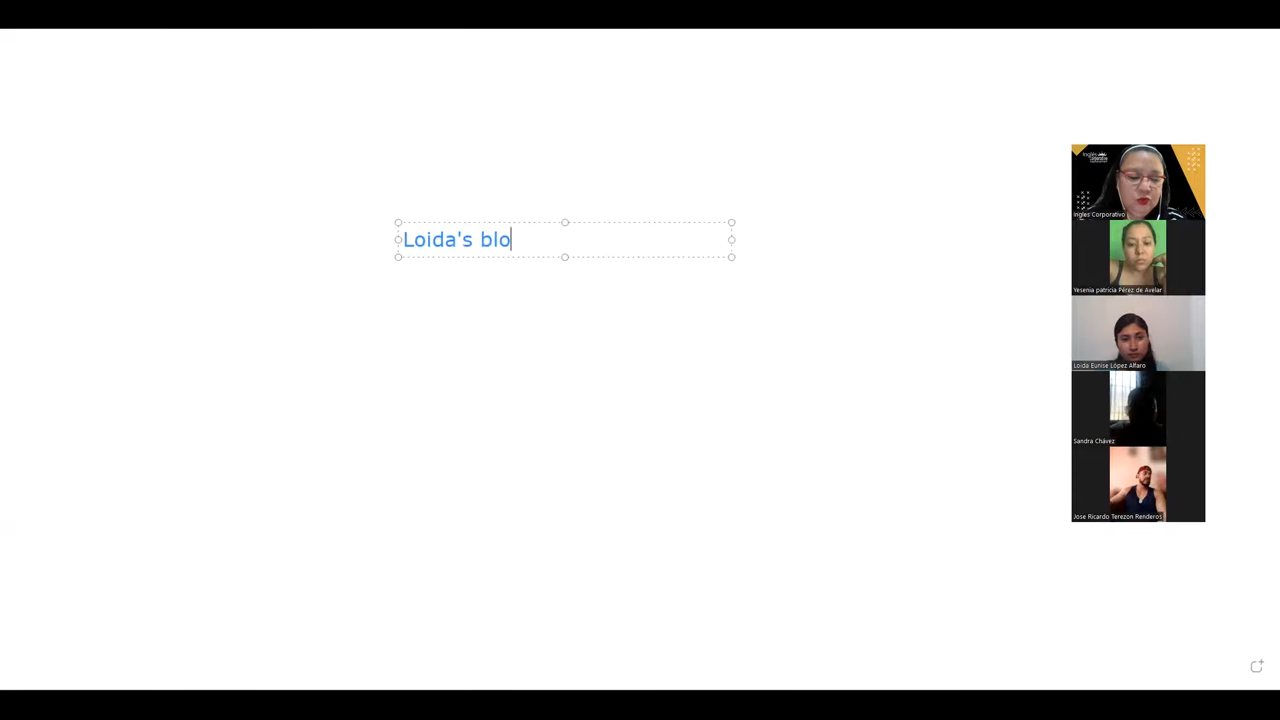 Loida's blo
Inglés
Ingles Corporativo
Yesenia patricia Pérez de Avelar
Loida Eunise López Alfaro
Sandra Chávez
Jose Ricardo Terezon Renderos